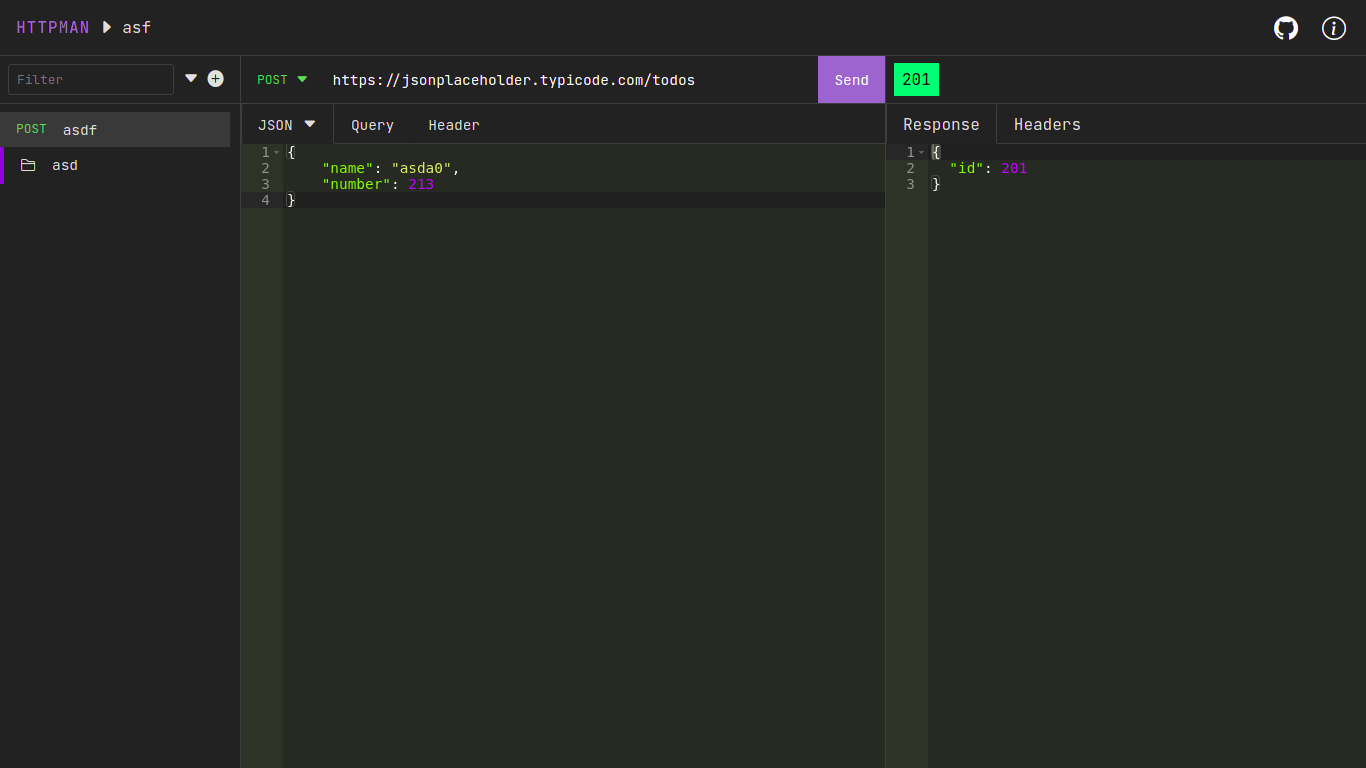 HTTPMAN asf
Filter
POST https://jsonplaceholder.typicode.com/todos Send 201
POST asdf
asd
JSON Query Header
1 {
2 "name": "asda0",
3 "number": 213
4 }
Response Headers
1 {
2 "id": 201
3 }